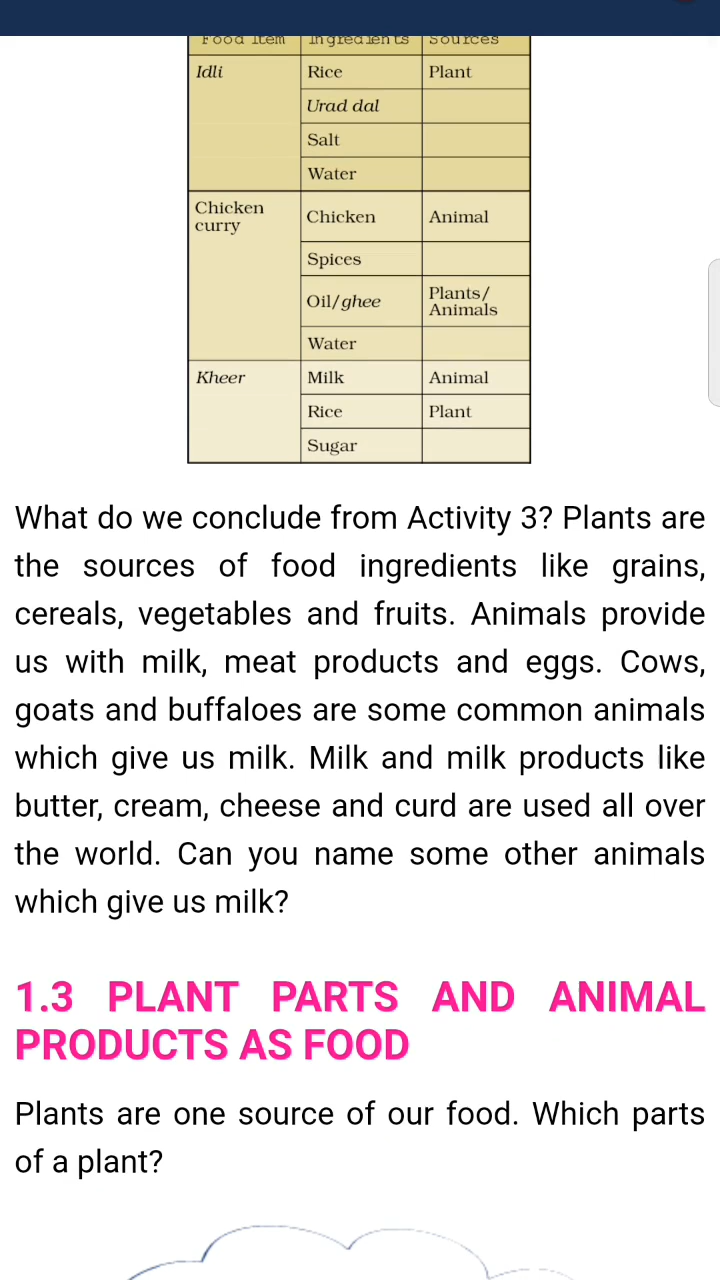 Food Item Ingredients Sources
Idli Rice Plant
Urad dal
Salt
Water
Chicken curry Chicken Animal
Spices
Oil/ghee Plants/ Animals
Water
Kheer Milk Animal
Rice Plant
Sugar
What do we conclude from Activity 3? Plants are
the sources of food ingredients like grains,
cereals, vegetables and fruits. Animals provide
us with milk, meat products and eggs. Cows,
goats and buffaloes are some common animals
which give us milk. Milk and milk products like
butter, cream, cheese and curd are used all over
the world. Can you name some other animals
which give us milk?
1.3 PLANT PARTS AND ANIMAL
PRODUCTS AS FOOD
Plants are one source of our food. Which parts
of a plant?